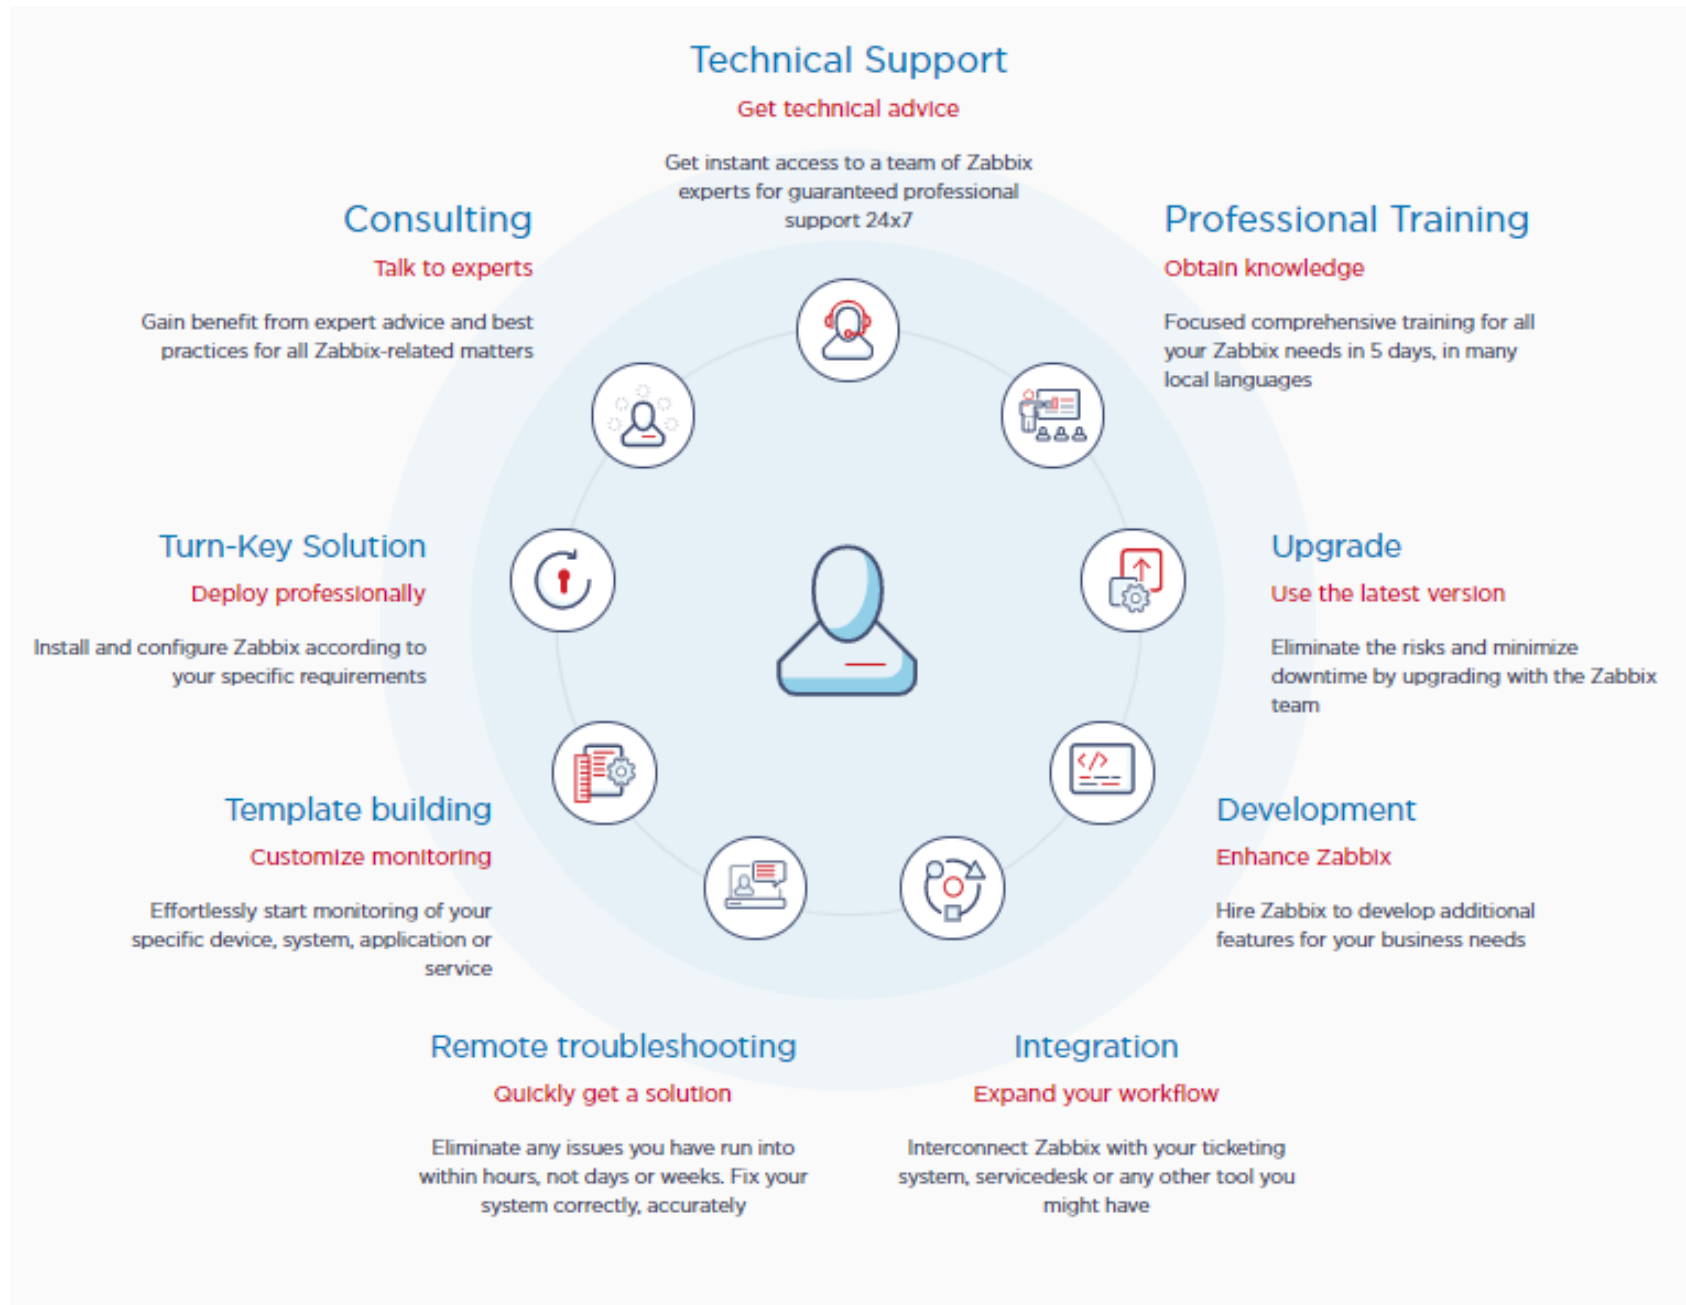 Technical Support
Get technical advice
Get instant access to a team of Zabbix
experts for guaranteed professional
support 24x7
Consulting
Talk to experts
Gain benefit from expert advice and best
practices for all Zabbix-related matters
Professional Training
Obtain knowledge
Focused comprehensive training for all
your Zabbix needs in 5 days, in many
local languages
Turn-Key Solution
Deploy professionally
Install and configure Zabbix according to
your specific requirements
Upgrade
Use the latest version
Eliminate the risks and minimize
downtime by upgrading with the Zabbix
team
</>
Template building
Customize monitoring
Effortlessly start monitoring of your
specific device, system, application or
service
Development
Enhance Zabbix
Hire Zabbix to develop additional
features for your business needs
Remote troubleshooting
Quickly get a solution
Eliminate any issues you have run into
within hours, not days or weeks. Fix your
system correctly, accurately
Integration
Expand your workflow
Interconnect Zabbix with your ticketing
system, servicedesk or any other tool you
might have